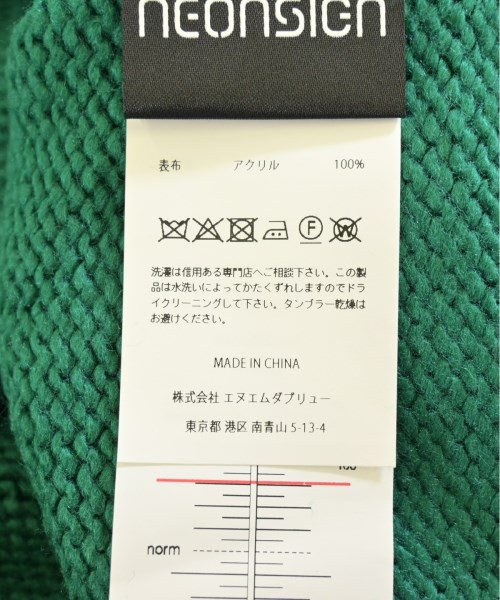 NEONSIGN
表布 アクリル 100%
F W
洗濯は信用ある専門店へご相談下さい。この製
品は水洗いによってかたくずれしますのでドラ
イクリーニングして下さい。タンブラー乾燥は
お避けください。
MADE IN CHINA
株式会社 エヌエムダブリュー
東京都 港区 南青山 5-13-4
norm